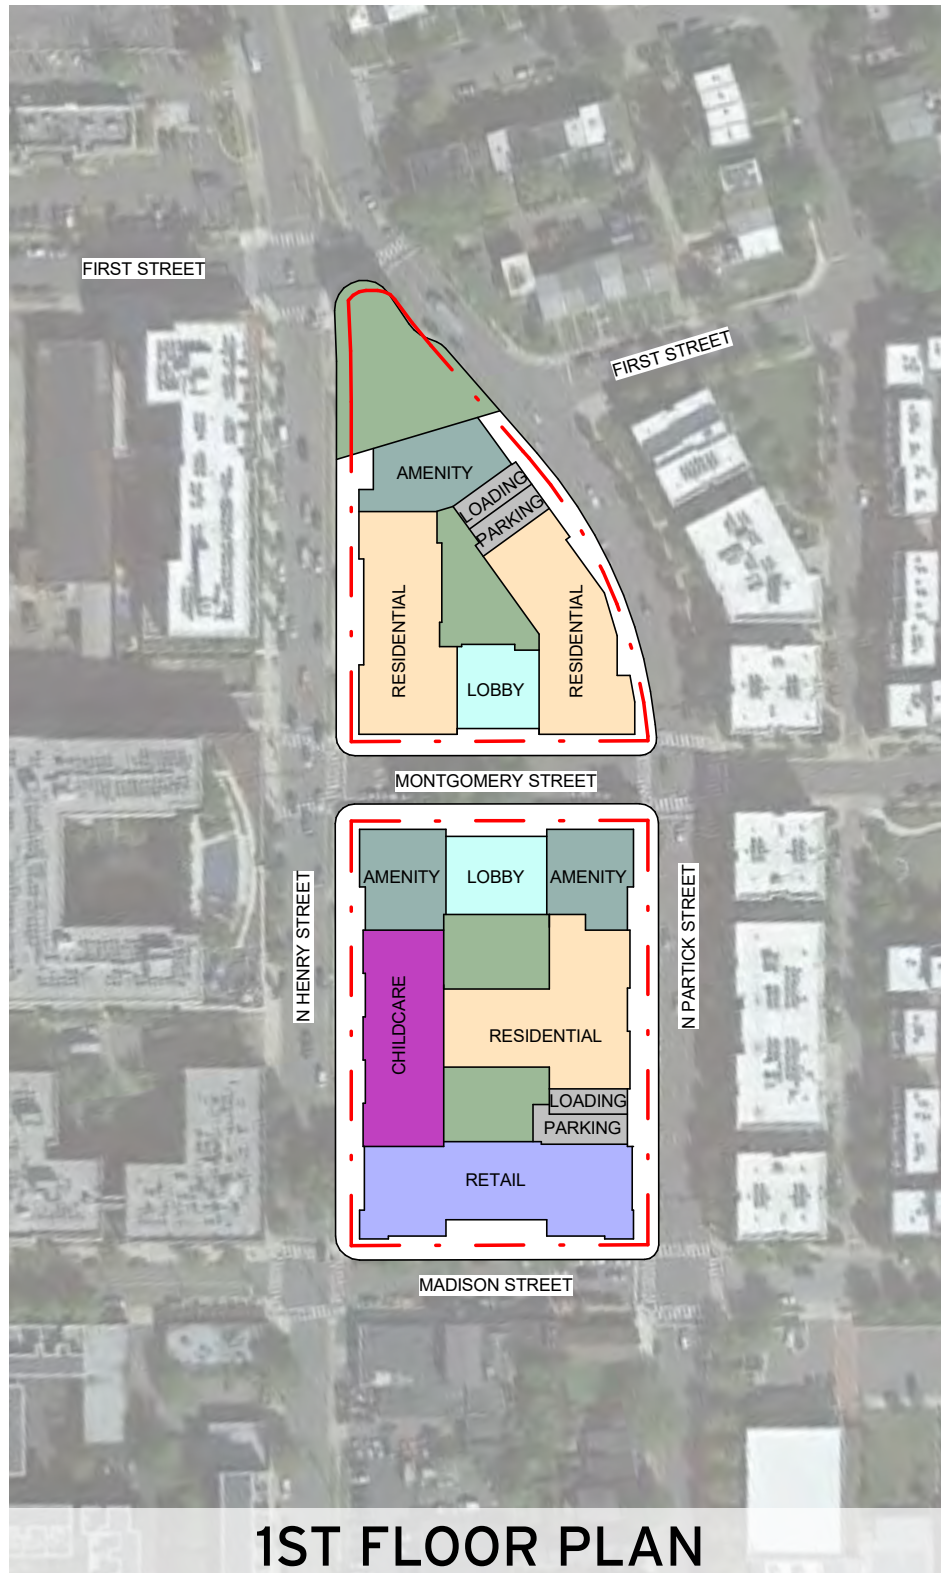 FIRST STREET
FIRST STREET
AMENITY
LOADING
PARKING
RESIDENTIAL
RESIDENTIAL
LOBBY
MONTGOMERY STREET
AMENITY
LOBBY
AMENITY
N HENRY STREET
N PARTICK STREET
CHILDCARE
RESIDENTIAL
LOADING
PARKING
RETAIL
MADISON STREET
1ST FLOOR PLAN